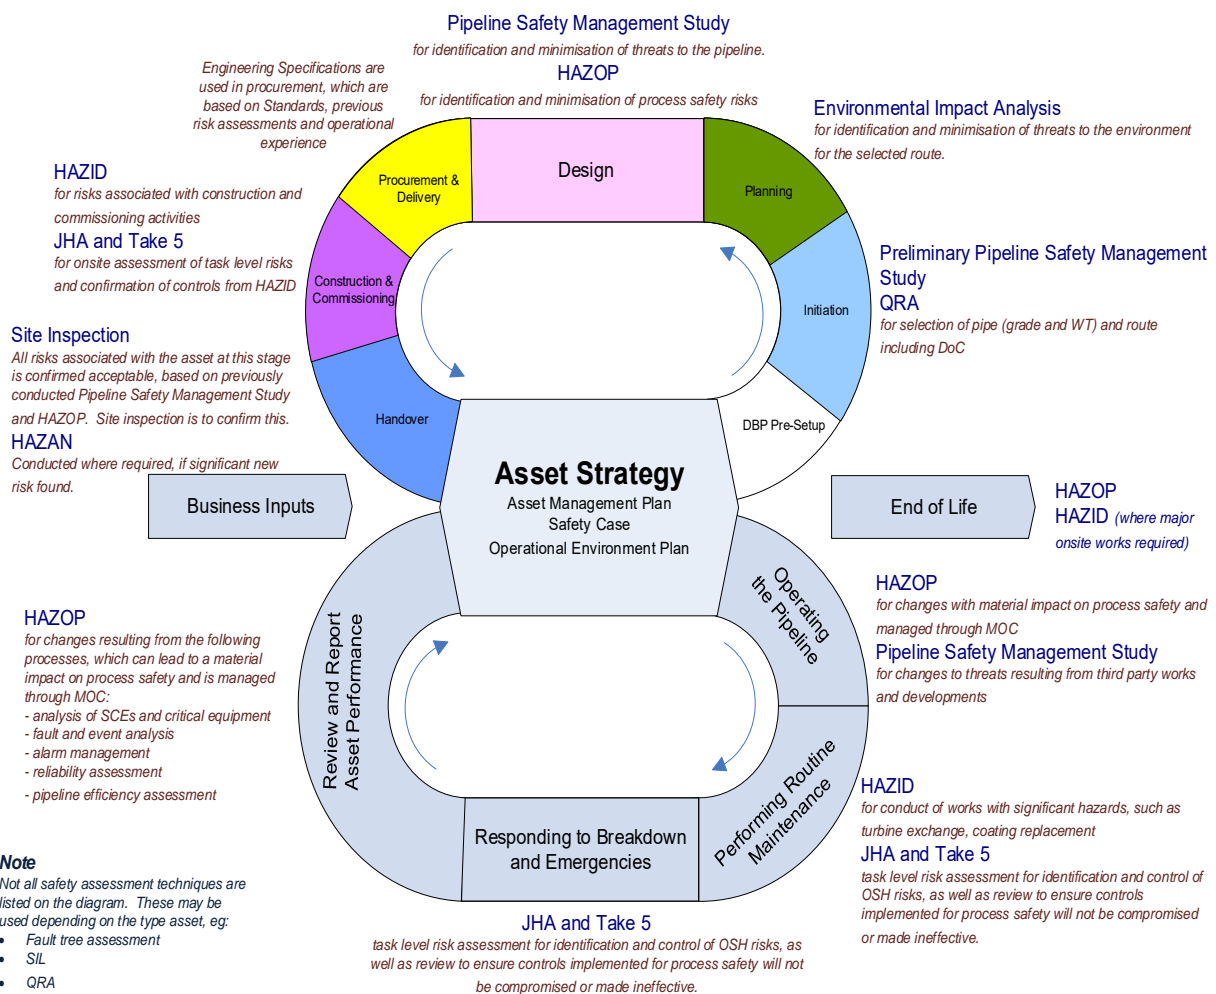 Pipeline Safety Management Study
for identification and minimisation of threats to the pipeline.
HAZOP
for identification and minimisation of process safety risks
Engineering Specifications are
used in procurement, which are
based on Standards, previous
risk assessments and operational
experience
Environmental Impact Analysis
for identification and minimisation of threats to the environment
for the selected route.
HAZID
for risks associated with construction and
commissioning activities
JHA and Take 5
for onsite assessment of task level risks
and confirmation of controls from HAZID
Procurement &
Delivery
Design
Planning
Construction &
Commissioning
Initiation
Preliminary Pipeline Safety Management
Study
QRA
for selection of pipe (grade and WT) and route
including DoC
Site Inspection
All risks associated with the asset at this stage
is confirmed acceptable, based on previously
conducted Pipeline Safety Management Study
and HAZOP.  Site inspection is to confirm this.
HAZAN
Conducted where required, if significant new
risk found.
Handover
DBP Pre-Setup
Asset Strategy
Asset Management Plan
Safety Case
Operational Environment Plan
Business Inputs
End of Life
HAZOP
HAZID (where major
onsite works required)
Operating
the Pipeline
HAZOP
for changes with material impact on process safety and
managed through MOC
Pipeline Safety Management Study
for changes to threats resulting from third party works
and developments
HAZOP
for changes resulting from the following
processes, which can lead to a material
impact on process safety and is managed
through MOC:
- analysis of SCEs and critical equipment
- fault and event analysis
- alarm management
- reliability assessment
- pipeline efficiency assessment
Review and Report
Asset Performance
Performing Routine
Maintenance
HAZID
for conduct of works with significant hazards, such as
turbine exchange, coating replacement
JHA and Take 5
task level risk assessment for identification and control of
OSH risks, as well as review to ensure controls
implemented for process safety will not be compromised
or made ineffective.
Responding to Breakdown
and Emergencies
JHA and Take 5
task level risk assessment for identification and control of OSH risks, as
well as review to ensure controls implemented for process safety will not
be compromised or made ineffective.
Note
Not all safety assessment techniques are
listed on the diagram.  These may be
used depending on the type asset, eg:
• Fault tree assessment
• SIL
• QRA